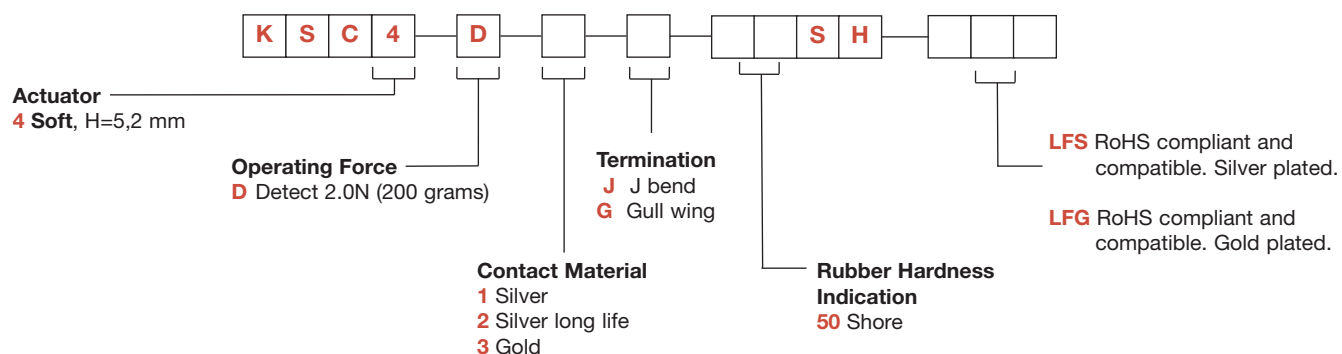 K S C 4 D S H
Actuator
4 Soft, H=5,2 mm
Operating Force
D Detect 2.0N (200 grams)
Contact Material
1 Silver
2 Silver long life
3 Gold
Termination
J J bend
G Gull wing
Rubber Hardness
Indication
50 Shore
LFS RoHS compliant and
compatible. Silver plated.
LFG RoHS compliant and
compatible. Gold plated.